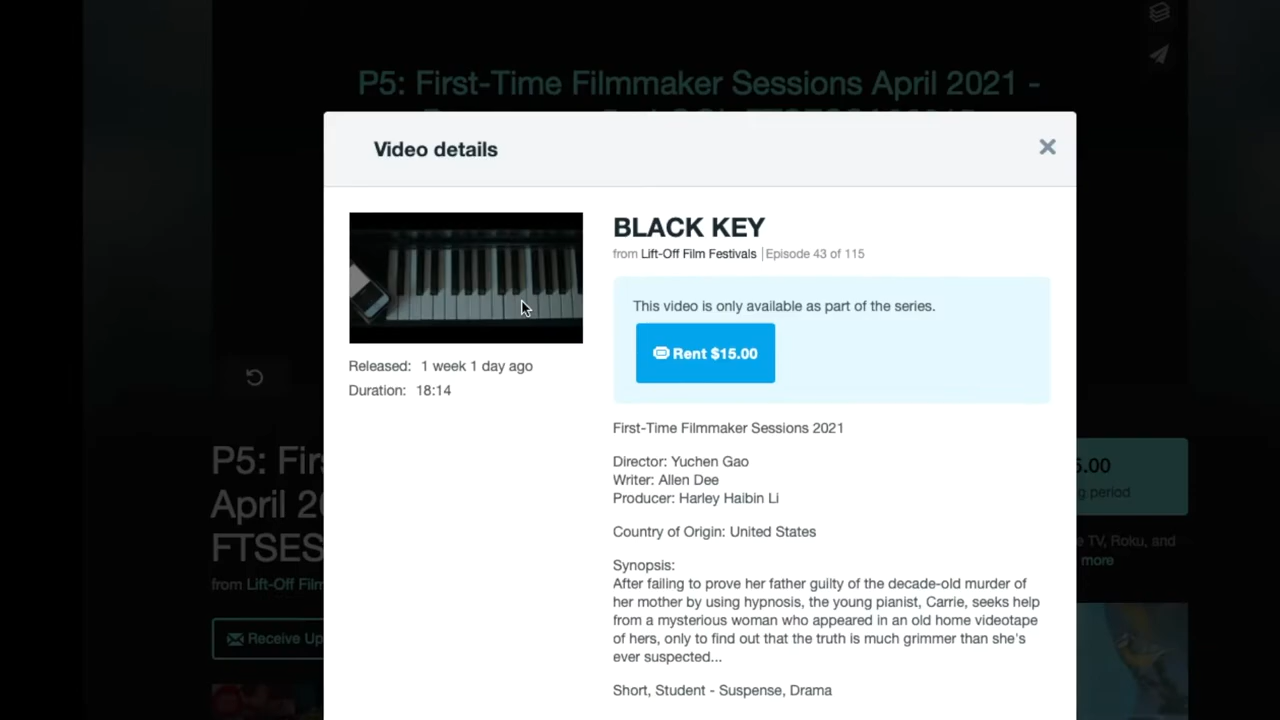 P5: First-Time Filmmaker Sessions April 2021 -
Video details
BLACK KEY
from Lift-Off Film Festivals | Episode 43 of 115
This video is only available as part of the series.
Rent $15.00
Released: 1 week 1 day ago
Duration: 18:14
First-Time Filmmaker Sessions 2021
Director: Yuchen Gao
Writer: Allen Dee
Producer: Harley Haibin Li
Country of Origin: United States
Synopsis:
After failing to prove her father guilty of the decade-old murder of
her mother by using hypnosis, the young pianist, Carrie, seeks help
from a mysterious woman who appeared in an old home videotape
of hers, only to find out that the truth is much grimmer than she's
ever suspected...
Short, Student - Suspense, Drama
P5: Fir
April 20
FTSES
from Lift-Off Film
Receive Up
5.00
g period
e TV, Roku, and
more